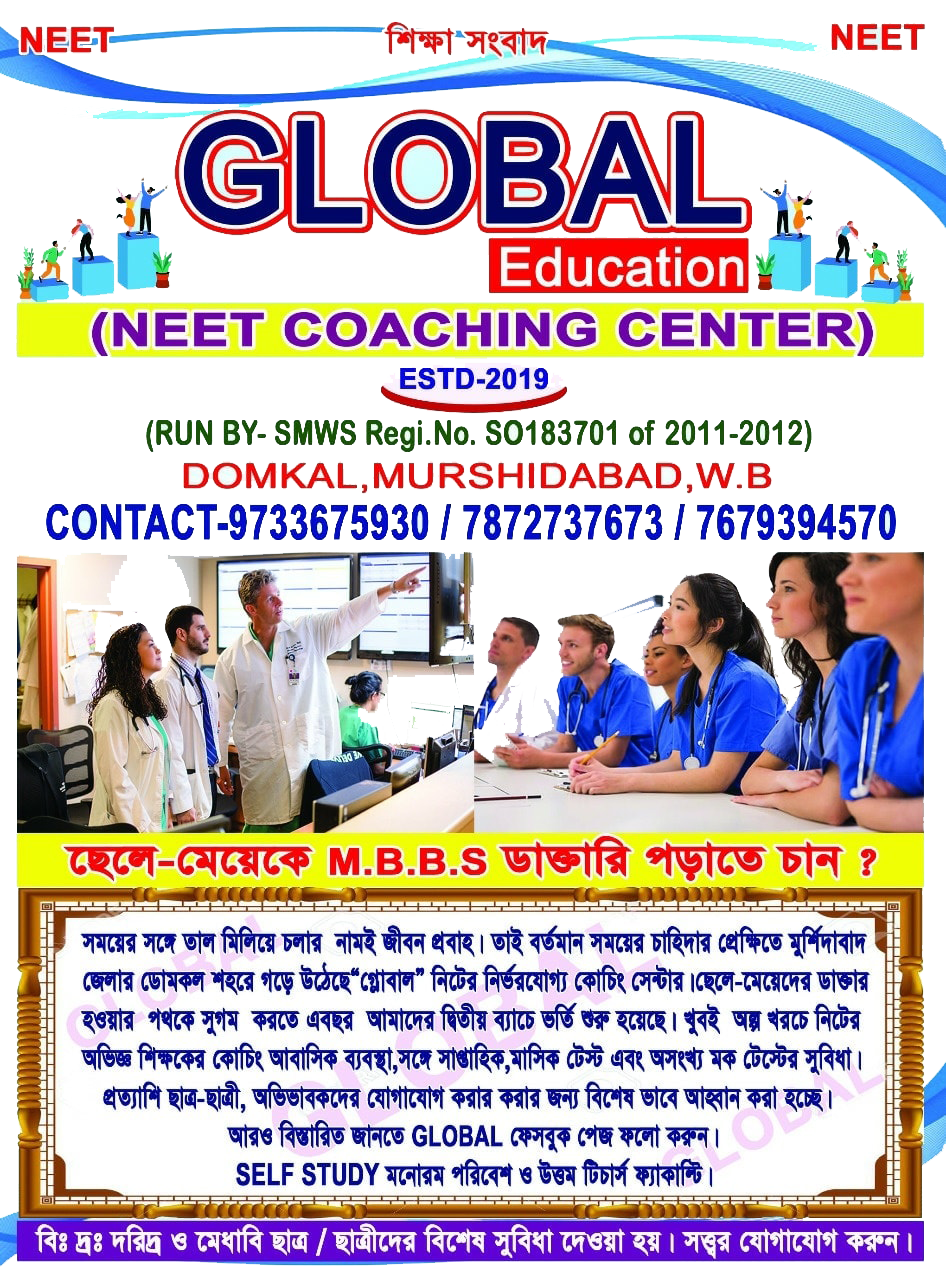 NEET শিক্ষা সংবাদ NEET
GLOBAL
Education
(NEET COACHING CENTER)
ESTD-2019
(RUN BY- SMWS Regi.No. SO183701 of 2011-2012)
DOMKAL,MURSHIDABAD,W.B
CONTACT-9733675930 / 7872737673 / 7679394570
ছেলে-মেয়েকে M.B.B.S ডাক্তারি পড়াতে চান ?
সময়ের সঙ্গে তাল মিলিয়ে চলার নামই জীবন প্রবাহ। তাই বর্তমান সময়ের চাহিদার প্রেক্ষিতে মুর্শিদাবাদ
জেলার ডোমকল শহরে গড়ে উঠেছে“গ্লোবাল” নিটের নির্ভরযোগ্য কোচিং সেন্টার।ছেলে-মেয়েদের ডাক্তার
হওয়ার পথকে সুগম করতে এবছর আমাদের দ্বিতীয় ব্যাচে ভর্তি শুরু হয়েছে। খুবই অল্প খরচে নিটের
অভিজ্ঞ শিক্ষকের কোচিং আবাসিক ব্যবস্থা,সঙ্গে সাপ্তাহিক,মাসিক টেস্ট এবং অসংখ্য মক টেস্টের সুবিধা।
প্রত্যাশি ছাত্র-ছাত্রী, অভিভাবকদের যোগাযোগ করার করার জন্য বিশেষ ভাবে আহ্বান করা হচ্ছে।
আরও বিস্তারিত জানতে GLOBAL ফেসবুক পেজ ফলো করুন।
SELF STUDY মনোরম পরিবেশ ও উত্তম টিচার্স ফ্যাকাল্টি।
GLOBAL
GLOBAL
GLOBAL
বিঃ দ্রঃ দরিদ্র ও মেধাবি ছাত্র / ছাত্রীদের বিশেষ সুবিধা দেওয়া হয়। সত্ত্বর যোগাযোগ করুন।